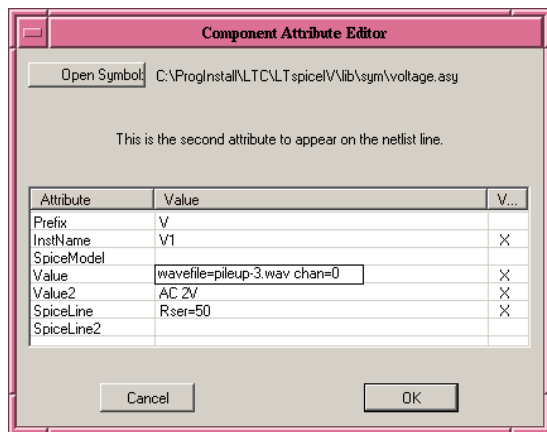 Component Attribute Editor
Open Symbol: C:\ProgInstall\LTC\LTspiceIV\lib\sym\voltage.asy
This is the second attribute to appear on the netlist line.
Attribute Value V...
Prefix V
InstName V1 X
SpiceModel
Value wavefile=pileup-3.wav chan=0 X
Value2 AC 2V X
SpiceLine Rser=50 X
SpiceLine2
Cancel OK